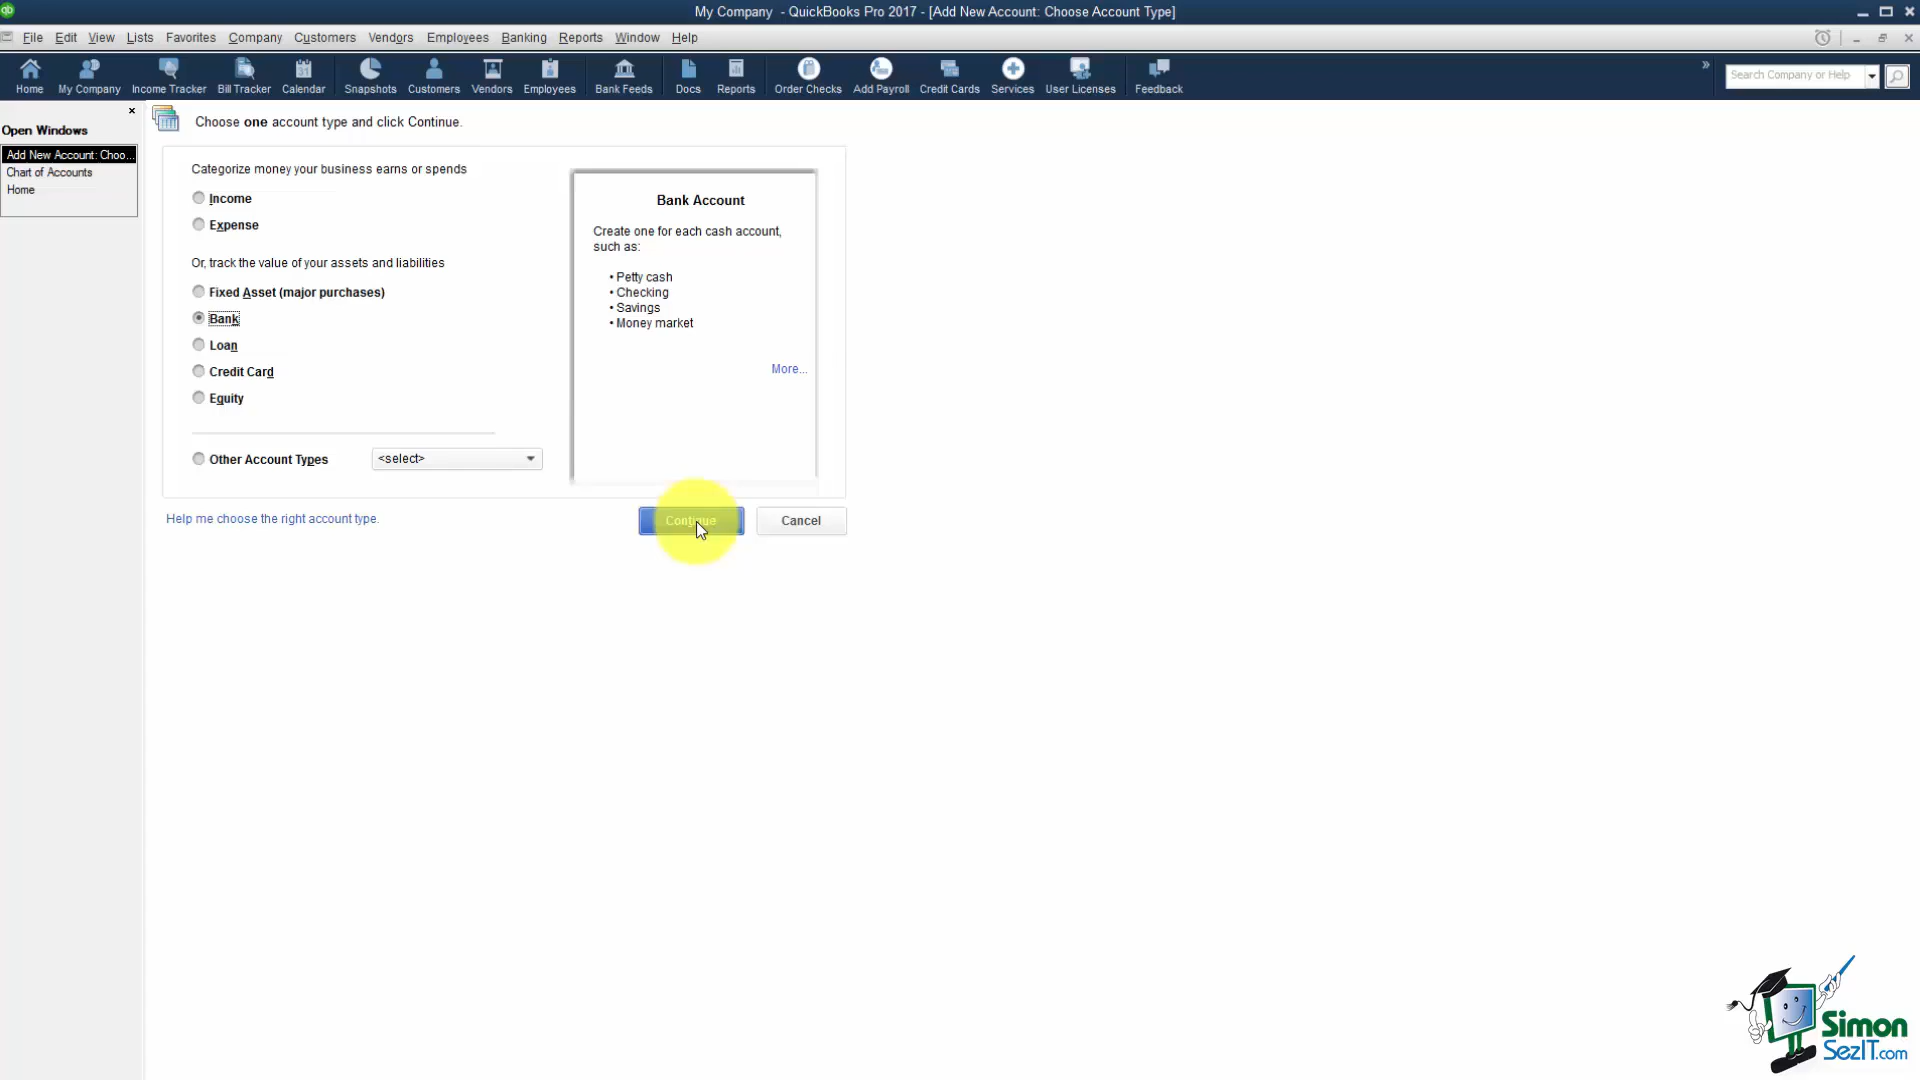 My Company - QuickBooks Pro 2017 - [Add New Account: Choose Account Type]
File Edit View Lists Favorites Company Customers Vendors Employees Banking Reports Window Help
Home My Company Income Tracker Bill Tracker Calendar Snapshots Customers Vendors Employees Bank Feeds Docs Reports Order Checks Add Payroll Credit Cards Services User Licenses Feedback
Search Company or Help
Open Windows
Add New Account: Choo...
Chart of Accounts
Home
Choose one account type and click Continue.
Categorize money your business earns or spends
Income
Expense
Or, track the value of your assets and liabilities
Fixed Asset (major purchases)
Bank
Loan
Credit Card
Equity
Other Account Types <select>
Bank Account
Create one for each cash account,
such as:
• Petty cash
• Checking
• Savings
• Money market
More...
Help me choose the right account type.
Continue
Cancel
Simon
SezIT.com